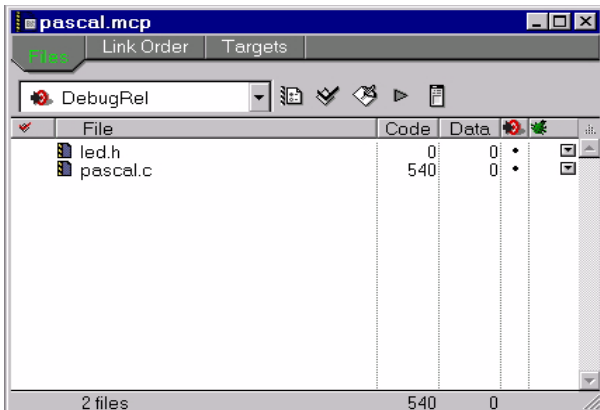 pascal.mcp
Files Link Order Targets
DebugRel
File Code Data
led.h 0 0
pascal.c 540 0
2 files 540 0